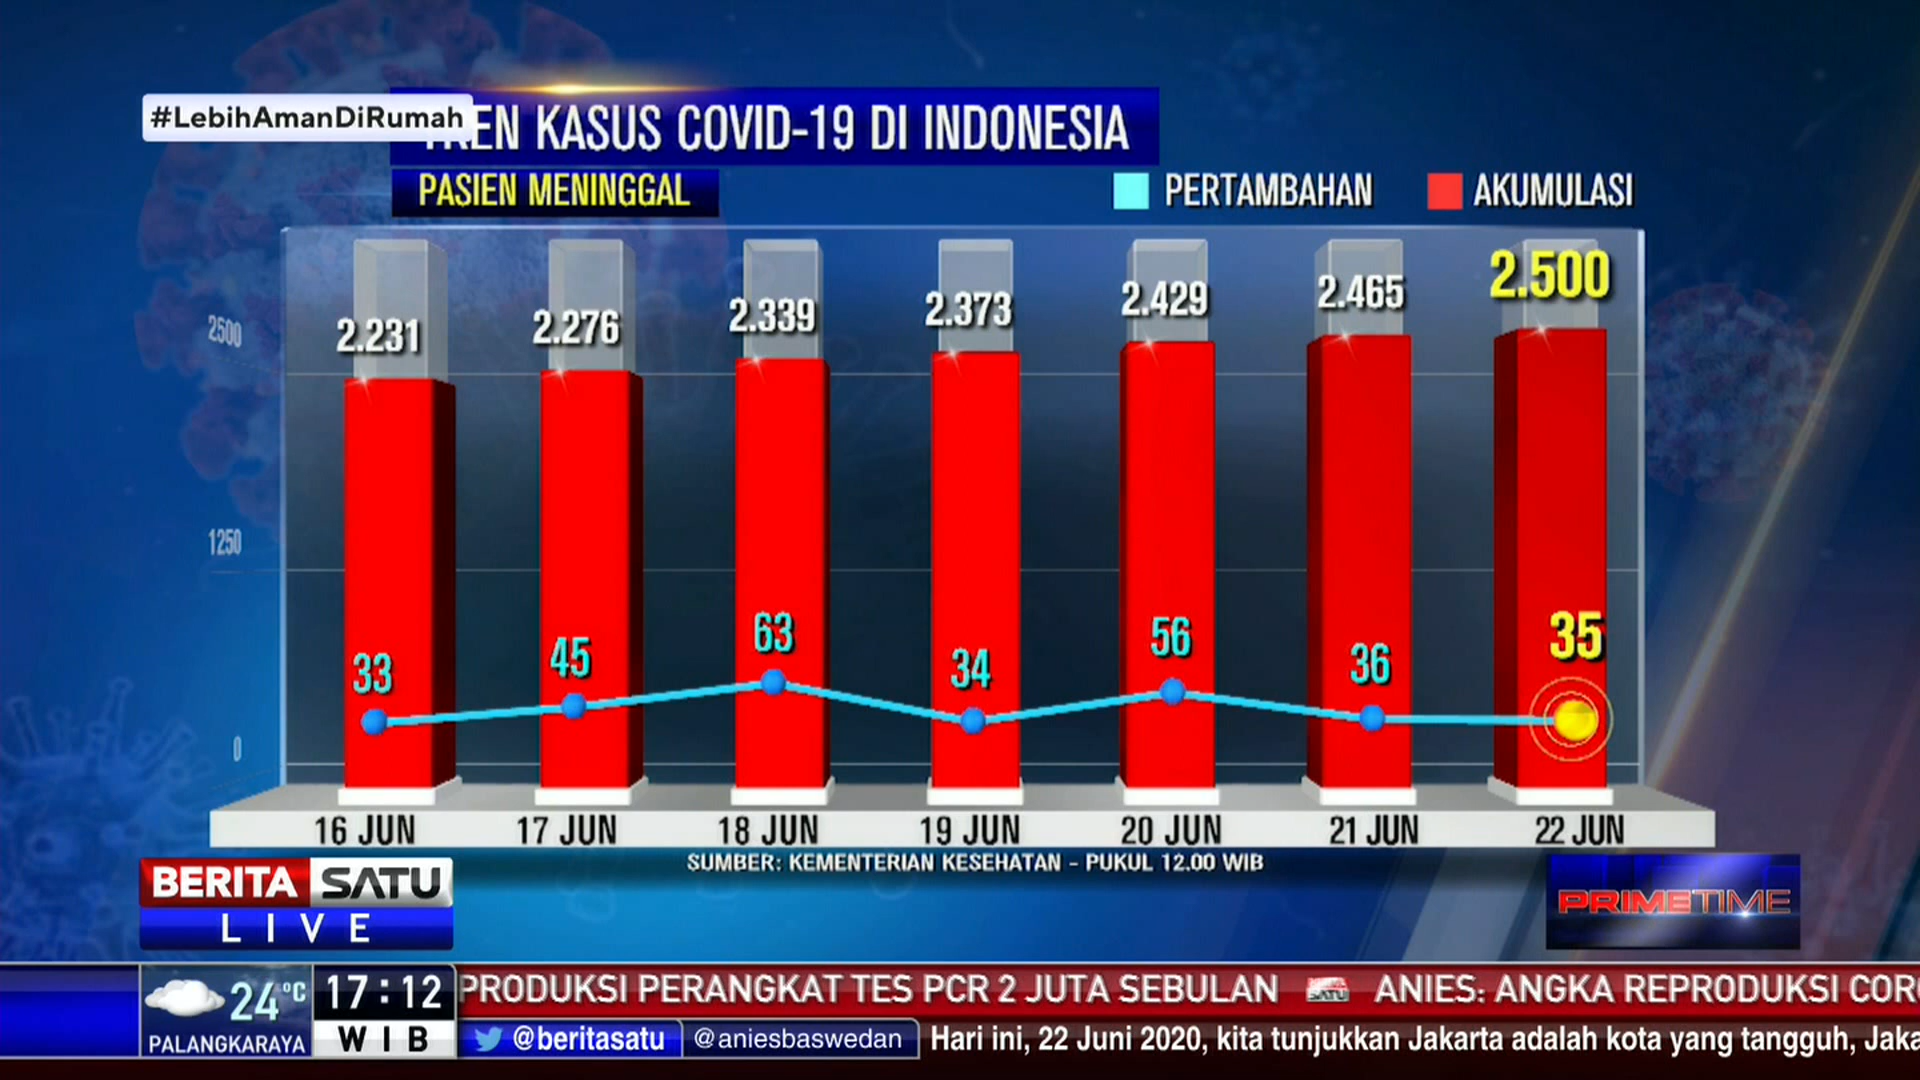 #LebihAmanDiRumah
TREN KASUS COVID-19 DI INDONESIA
PASIEN MENINGGAL
PERTAMBAHAN
AKUMULASI
2500
1250
0
2.231
2.276
2.339
2.373
2.429
2.465
2.500
33
45
63
34
56
36
35
16 JUN
17 JUN
18 JUN
19 JUN
20 JUN
21 JUN
22 JUN
SUMBER: KEMENTERIAN KESEHATAN - PUKUL 12.00 WIB
BERITA SATU
LIVE
PRIMETIME
24°C
PALANGKARAYA
17:12
WIB
PRODUKSI PERANGKAT TES PCR 2 JUTA SEBULAN
SATU
ANIES: ANGKA REPRODUKSI
@beritasatu
@aniesbaswedan
Hari ini, 22 Juni 2020, kita tunjukkan Jakarta adalah kota yang tangguh,